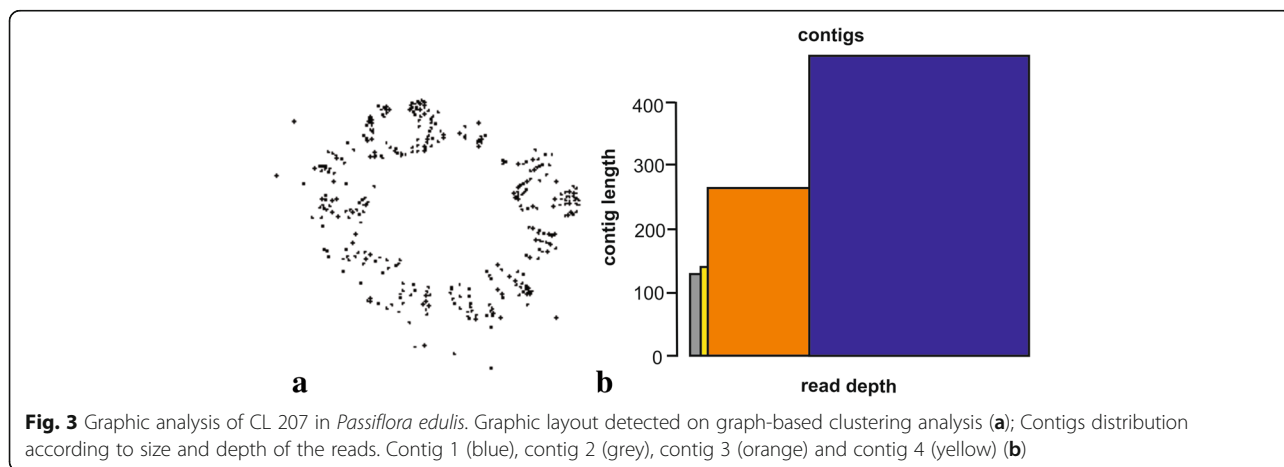 contigs
400
300
200
100
0
contig length
read depth
a
b
Fig. 3 Graphic analysis of CL 207 in Passiflora edulis. Graphic layout detected on graph-based clustering analysis (a); Contigs distribution
according to size and depth of the reads. Contig 1 (blue), contig 2 (grey), contig 3 (orange) and contig 4 (yellow) (b)